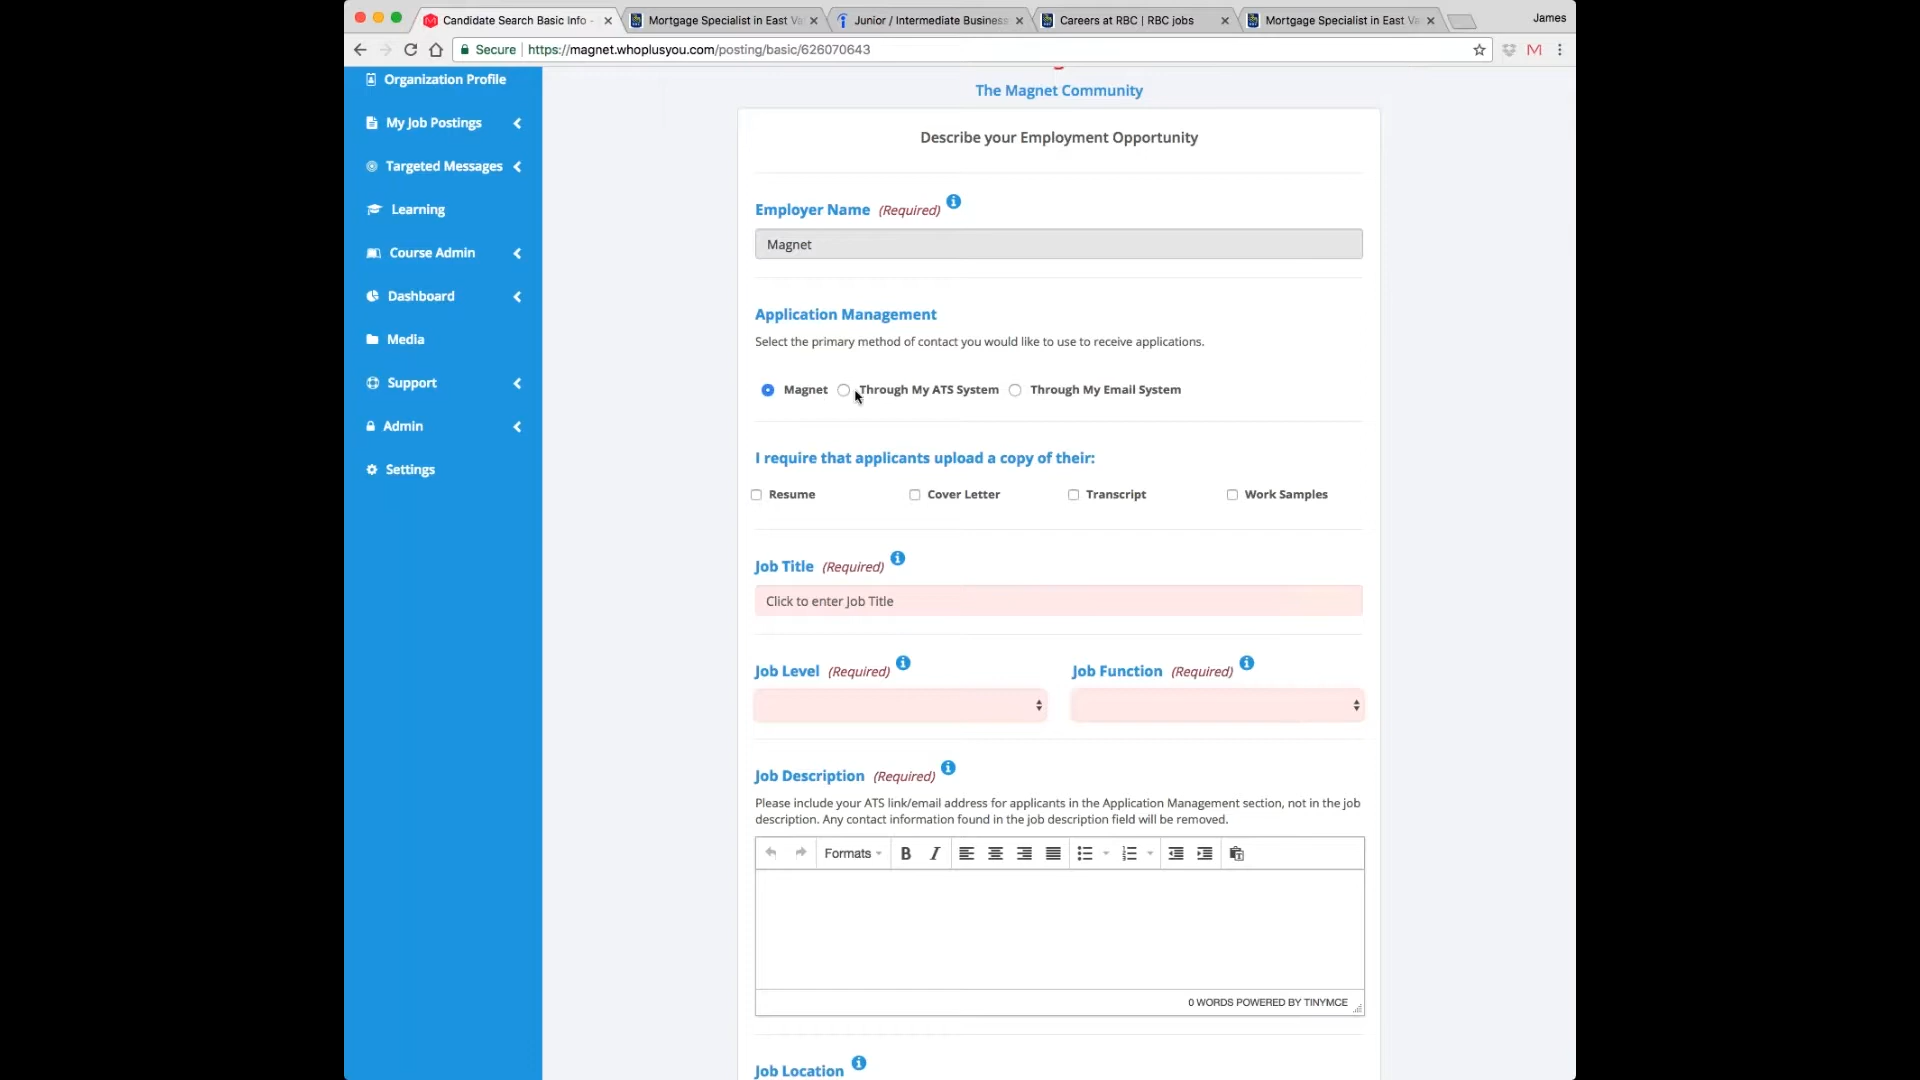 Candidate Search Basic Info -
Mortgage Specialist in East Va
Junior / Intermediate Business
Careers at RBC | RBC jobs
Mortgage Specialist in East Va
James
Secure
https://magnet.whoplusyou.com/posting/basic/626070643
Organization Profile
My Job Postings
Targeted Messages
Learning
Course Admin
Dashboard
Media
Support
Admin
Settings
The Magnet Community
Describe your Employment Opportunity
Employer Name (Required)
Magnet
Application Management
Select the primary method of contact you would like to use to receive applications.
Magnet Through My ATS System Through My Email System
I require that applicants upload a copy of their:
Resume Cover Letter Transcript Work Samples
Job Title (Required)
Click to enter Job Title
Job Level (Required) Job Function (Required)
Job Description (Required)
Please include your ATS link/email address for applicants in the Application Management section, not in the job
description. Any contact information found in the job description field will be removed.
Formats B I
0 WORDS POWERED BY TINYMCE
Job Location